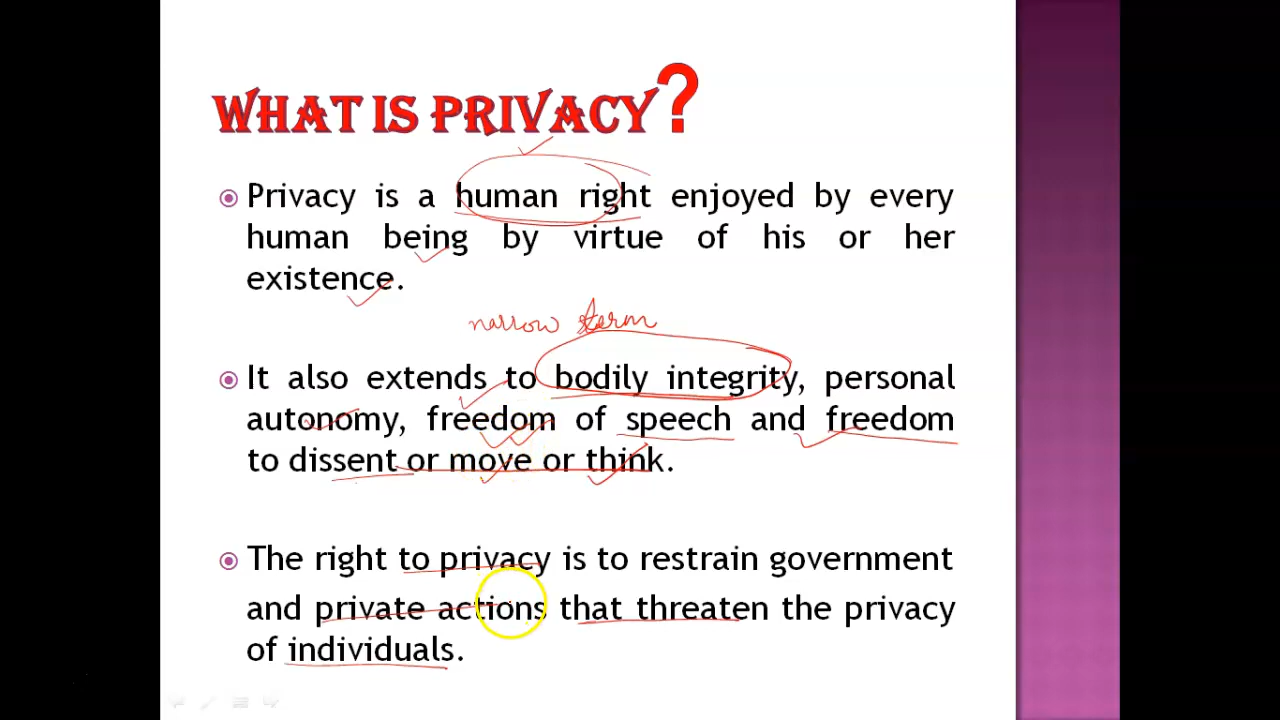 WHAT IS PRIVACY?
Privacy is a human right enjoyed by every
human being by virtue of his or her
existence.
narrow term
It also extends to bodily integrity, personal
autonomy, freedom of speech and freedom
to dissent or move or think.
The right to privacy is to restrain government
and private actions that threaten the privacy
of individuals.